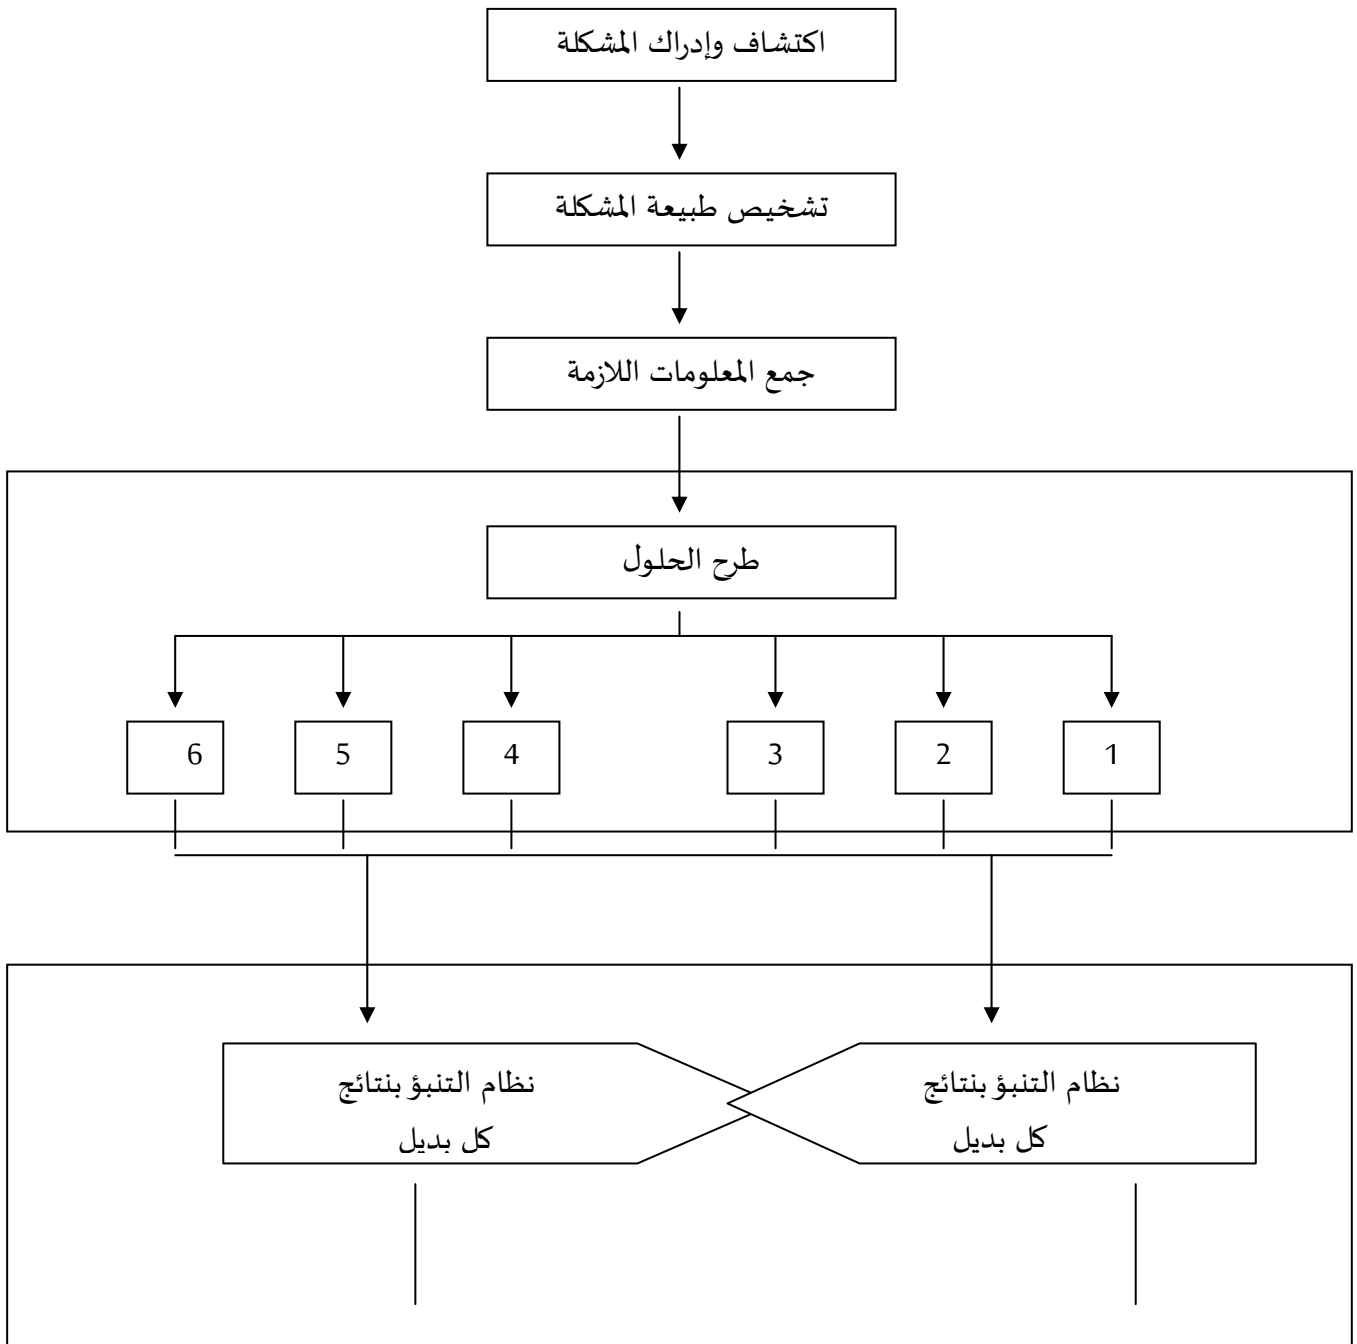 اكتشاف وإدراك المشكلة
تشخيص طبيعة المشكلة
جمع المعلومات اللازمة
طرح الحلول
1
2
3
4
5
6
نظام التنبؤ بنتائج
كل بديل
نظام التنبؤ بنتائج
كل بديل